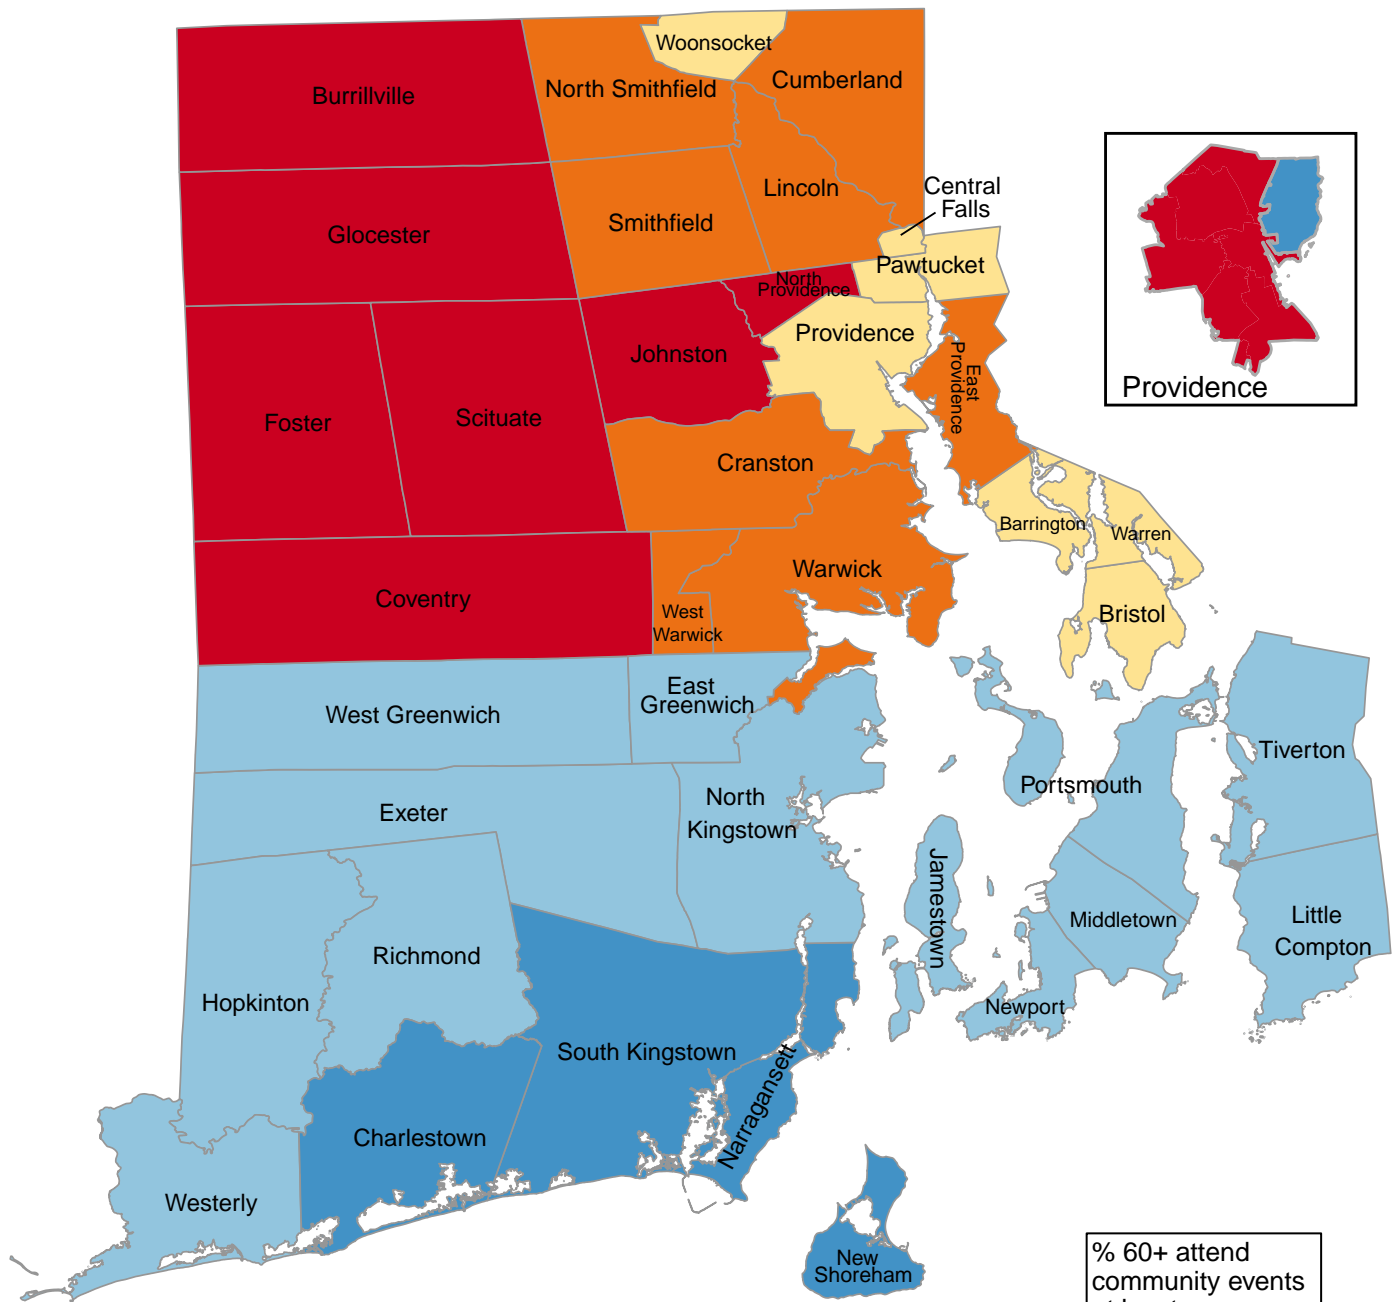 Woonsocket
Burrillville
North Smithfield
Cumberland
Lincoln
Central
Falls
Glocester
Smithfield
Pawtucket
North
Providence
Providence
Johnston
East
Providence
Foster
Scituate
Cranston
Barrington
Warren
Warwick
Coventry
West
Warwick
Bristol
West Greenwich
East
Greenwich
Tiverton
Portsmouth
Exeter
North
Kingstown
Jamestown
Middletown
Little
Compton
Richmond
Hopkinton
Newport
South Kingstown
Narragansett
Charlestown
Westerly
New
Shoreham
Providence
% 60+ attend
community events